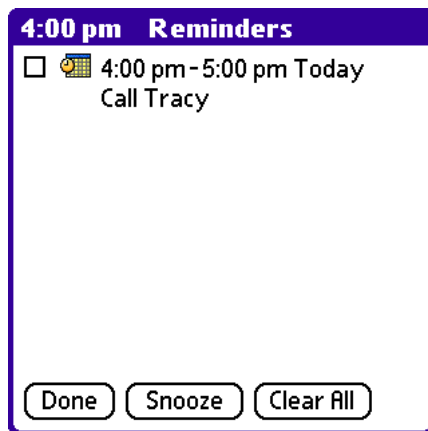 4:00 pm Reminders
4:00 pm-5:00 pm Today
Call Tracy
Done Snooze Clear All